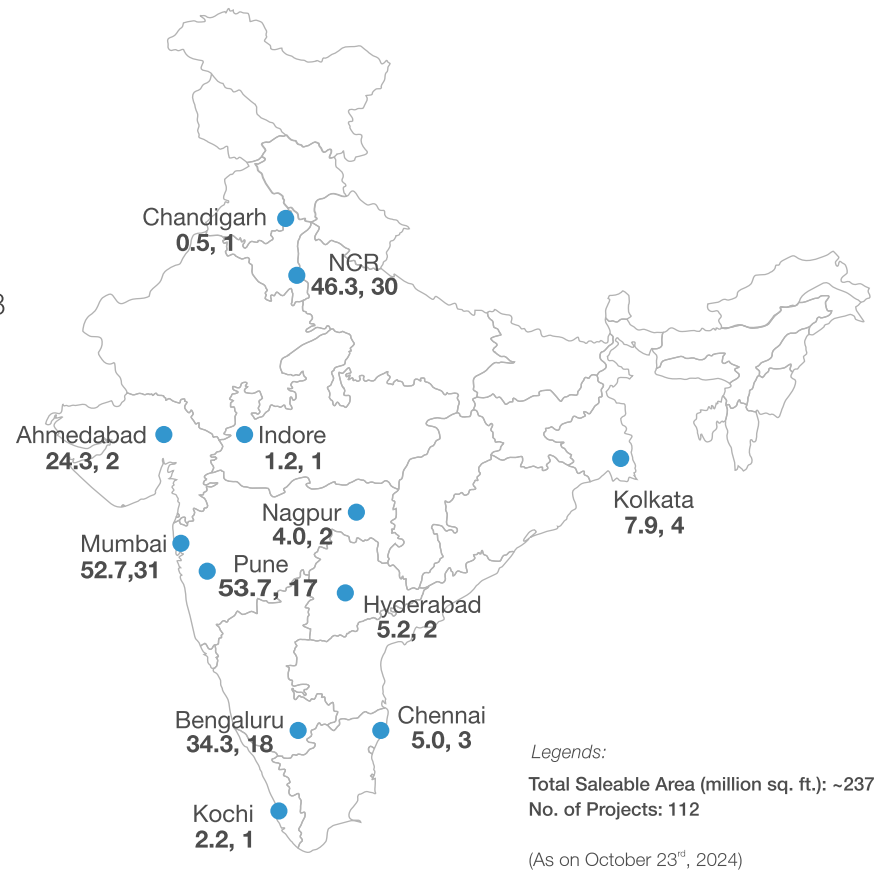 Chandigarh
0.5, 1
NCR
46.3, 30
Ahmedabad
24.3, 2
Indore
1.2, 1
Kolkata
7.9, 4
Nagpur
4.0, 2
Mumbai
52.7,31
Pune
53.7, 17
Hyderabad
5.2, 2
Bengaluru
34.3, 18
Chennai
5.0, 3
Kochi
2.2, 1
Legends:
Total Saleable Area (million sq. ft.): ~237
No. of Projects: 112
(As on October 23rd, 2024)